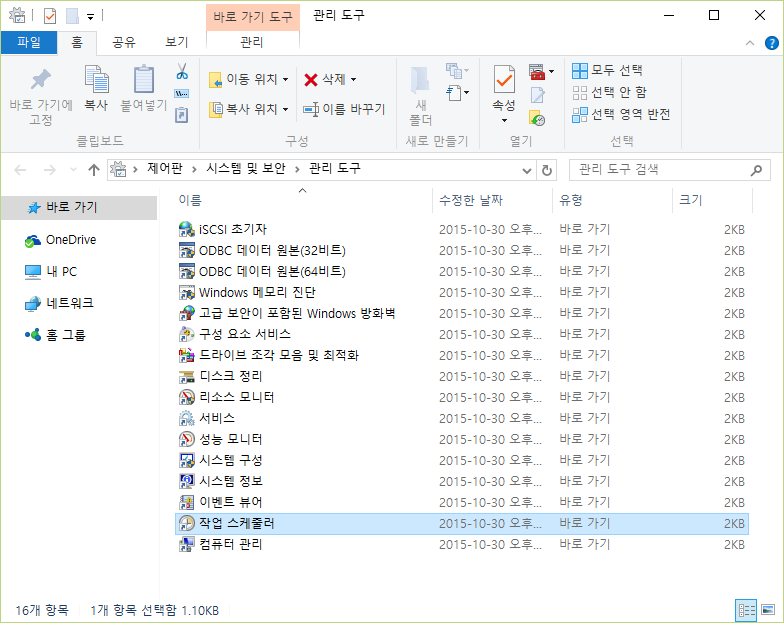 바로 가기 도구 관리 도구
파일 홈 공유 보기 관리
바로 가기에 고정
복사
붙여넣기
클립보드
이동 위치
복사 위치
삭제
이름 바꾸기
구성
새 폴더
새로 만들기
속성
열기
모두 선택
선택 안 함
선택 영역 반전
선택
제어판 시스템 및 보안 관리 도구
관리 도구 검색
바로 가기
OneDrive
내 PC
네트워크
홈 그룹
이름 수정한 날짜 유형 크기
iSCSI 초기자 2015-10-30 오후... 바로 가기 2KB
ODBC 데이터 원본(32비트) 2015-10-30 오후... 바로 가기 2KB
ODBC 데이터 원본(64비트) 2015-10-30 오후... 바로 가기 2KB
Windows 메모리 진단 2015-10-30 오후... 바로 가기 2KB
고급 보안이 포함된 Windows 방화벽 2015-10-30 오후... 바로 가기 2KB
구성 요소 서비스 2015-10-30 오후... 바로 가기 2KB
드라이브 조각 모음 및 최적화 2015-10-30 오후... 바로 가기 2KB
디스크 정리 2015-10-30 오후... 바로 가기 2KB
리소스 모니터 2015-10-30 오후... 바로 가기 2KB
서비스 2015-10-30 오후... 바로 가기 2KB
성능 모니터 2015-10-30 오후... 바로 가기 2KB
시스템 구성 2015-10-30 오후... 바로 가기 2KB
시스템 정보 2015-10-30 오후... 바로 가기 2KB
이벤트 뷰어 2015-10-30 오후... 바로 가기 2KB
작업 스케줄러 2015-10-30 오후... 바로 가기 2KB
컴퓨터 관리 2015-10-30 오후... 바로 가기 2KB
16개 항목 1개 항목 선택함 1.10KB